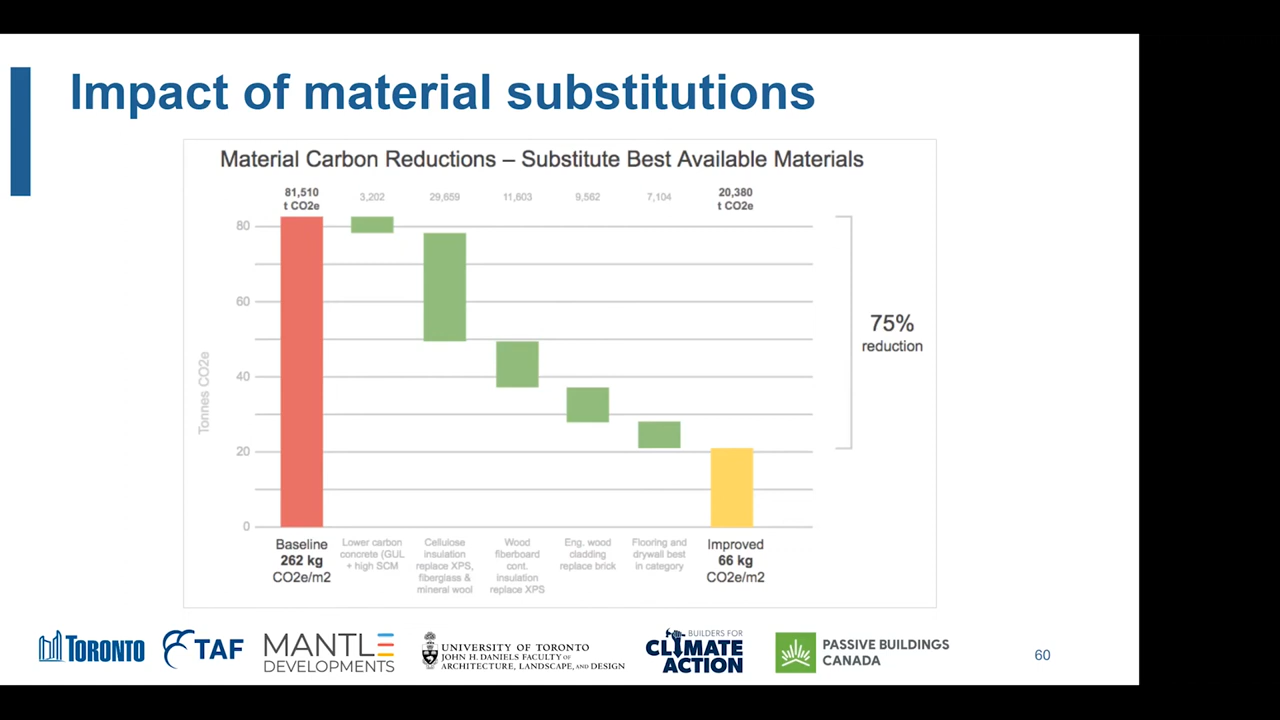 Impact of material substitutions
Material Carbon Reductions – Substitute Best Available Materials
81,510
t CO2e
3,202
29,659
11,603
9,562
7,104
20,380
t CO2e
80
60
40
20
0
Tonnes CO2e
75%
reduction
Baseline
262 kg
CO2e/m2
Lower carbon
concrete (GUL
+ high SCM
Cellulose
insulation
replace XPS,
fiberglass &
mineral wool
Wood
fiberboard
cont.
insulation
replace XPS
Eng. wood
cladding
replace brick
Flooring and
drywall best
in category
Improved
66 kg
CO2e/m2
TORONTO
TAF
MANTLE
DEVELOPMENTS
UNIVERSITY OF TORONTO
JOHN H. DANIELS FACULTY OF
ARCHITECTURE, LANDSCAPE, AND DESIGN
BUILDERS FOR
CLIMATE
ACTION
PASSIVE BUILDINGS
CANADA
60